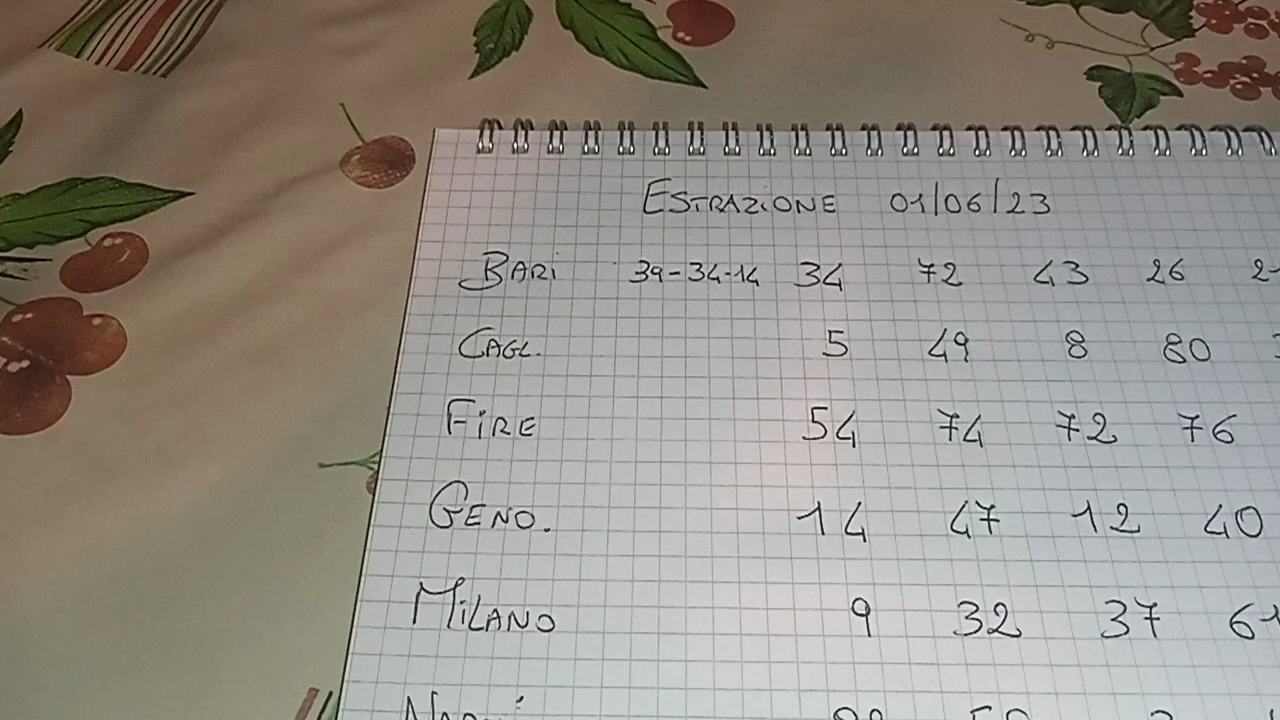 ESTRAZIONE 01/06/23
BARI 39-34-14 34 72 43 26
CAGL. 5 49 8 80
FIRE 54 74 72 76
GENO. 14 47 12 40
MILANO 9 32 37 61